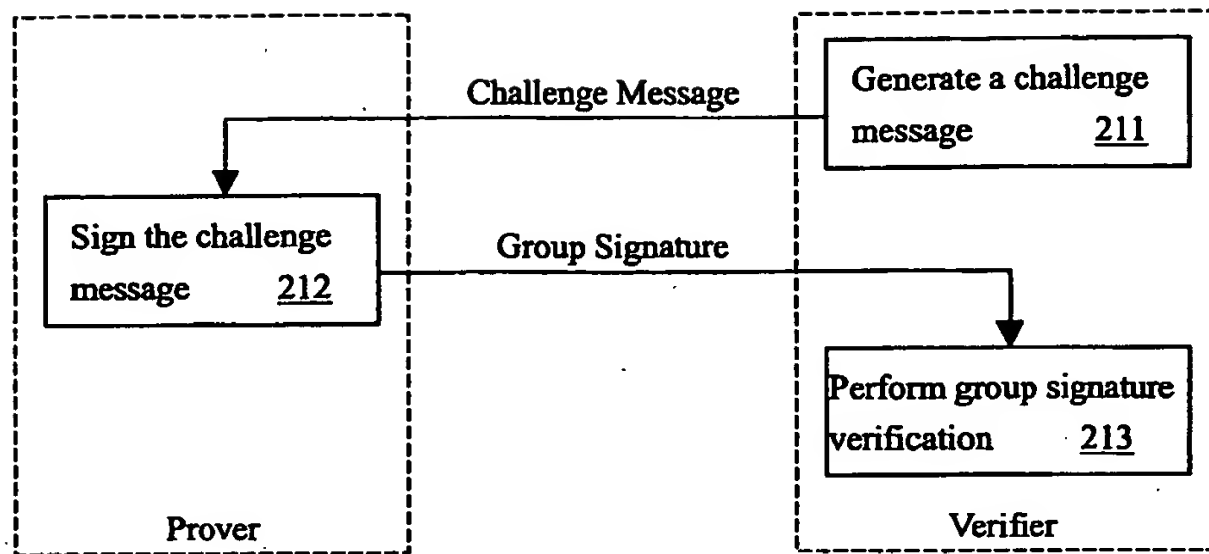 Challenge Message
Generate a challenge
message 211
Sign the challenge
message 212
Group Signature
Perform group signature
verification 213
Prover
Verifier